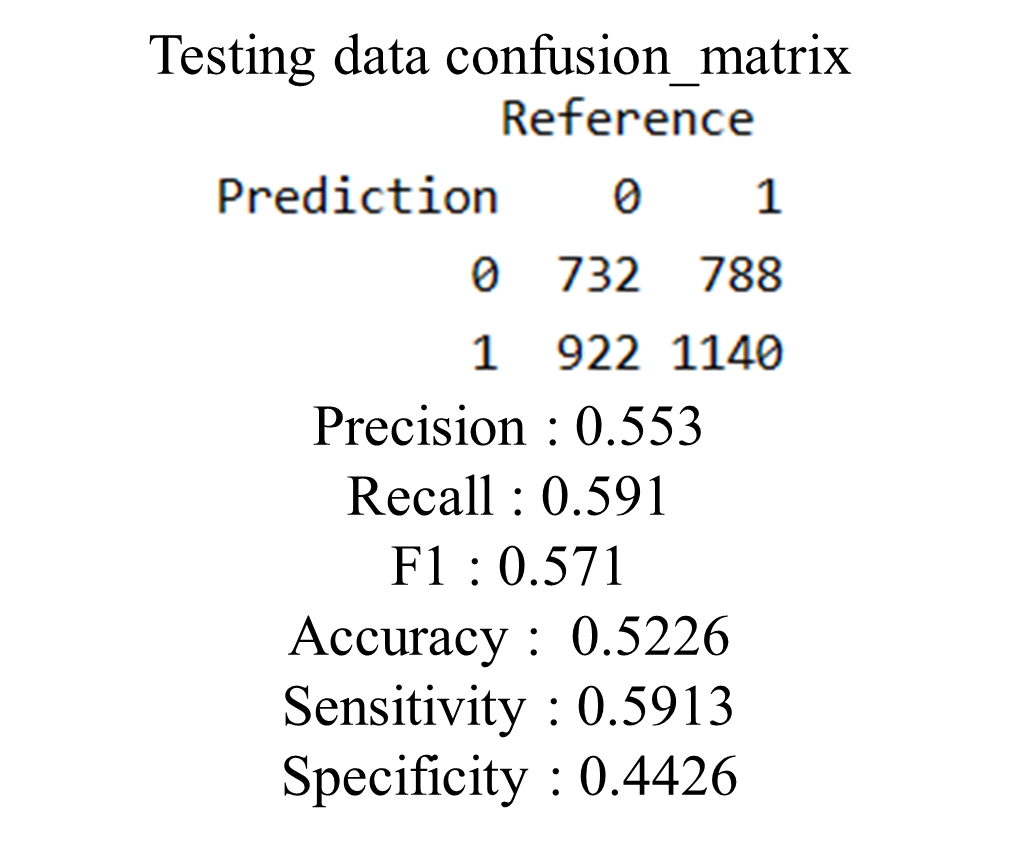 Testing data confusion_matrix
Reference
Prediction 0 1
0 732 788
1 922 1140
Precision : 0.553
Recall : 0.591
F1 : 0.571
Accuracy : 0.5226
Sensitivity : 0.5913
Specificity : 0.4426